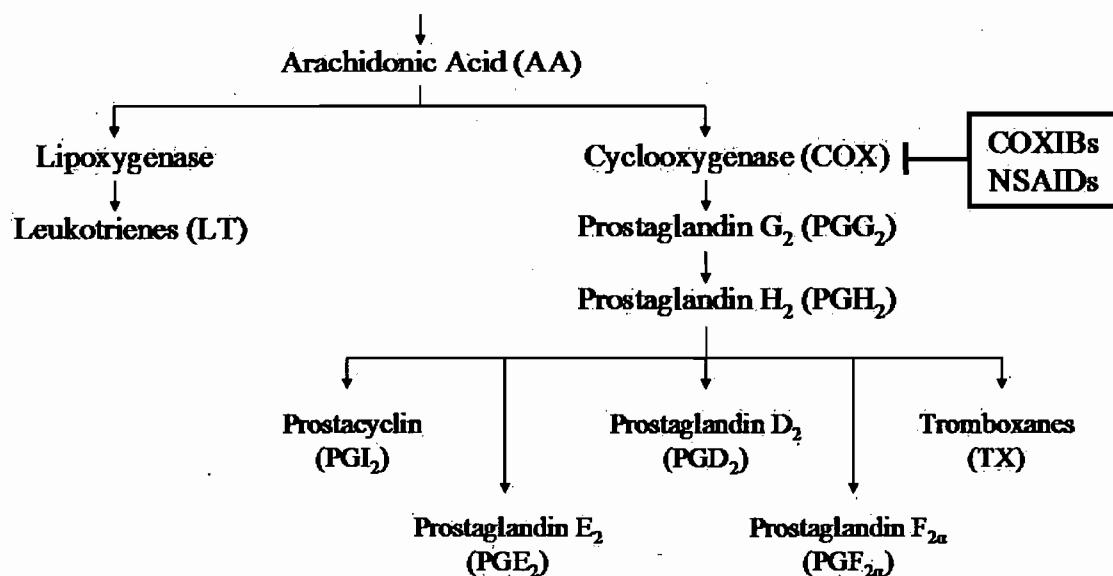 Arachidonic Acid (AA)
Lipoxygenase
Cyclooxygenase (COX)
COXIBs
NSAIDs
Leukotrienes (LT)
Prostaglandin G₂ (PGG₂)
Prostaglandin H₂ (PGH₂)
Prostacyclin
(PGI₂)
Prostaglandin D₂
(PGD₂)
Tromboxanes
(TX)
Prostaglandin E₂
(PGE₂)
Prostaglandin F₂α
(PGF₂α)